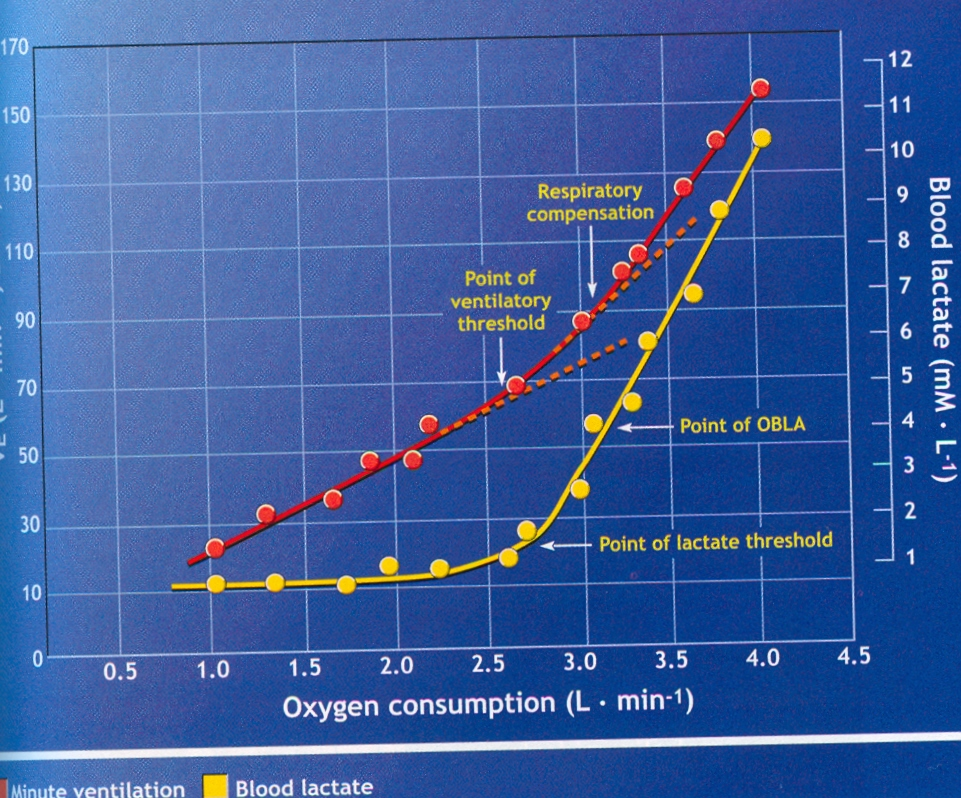 170
150
130
110
90
70
50
30
10
0
0.5 1.0 1.5 2.0 2.5 3.0 3.5 4.0 4.5
Oxygen consumption (L · min-1)
12
11
10
9
8
7
6
5
4
3
2
1
Blood lactate (mM · L-1)
Respiratory
compensation
Point of
ventilatory
threshold
Point of OBLA
Point of lactate threshold
Minute ventilation
Blood lactate